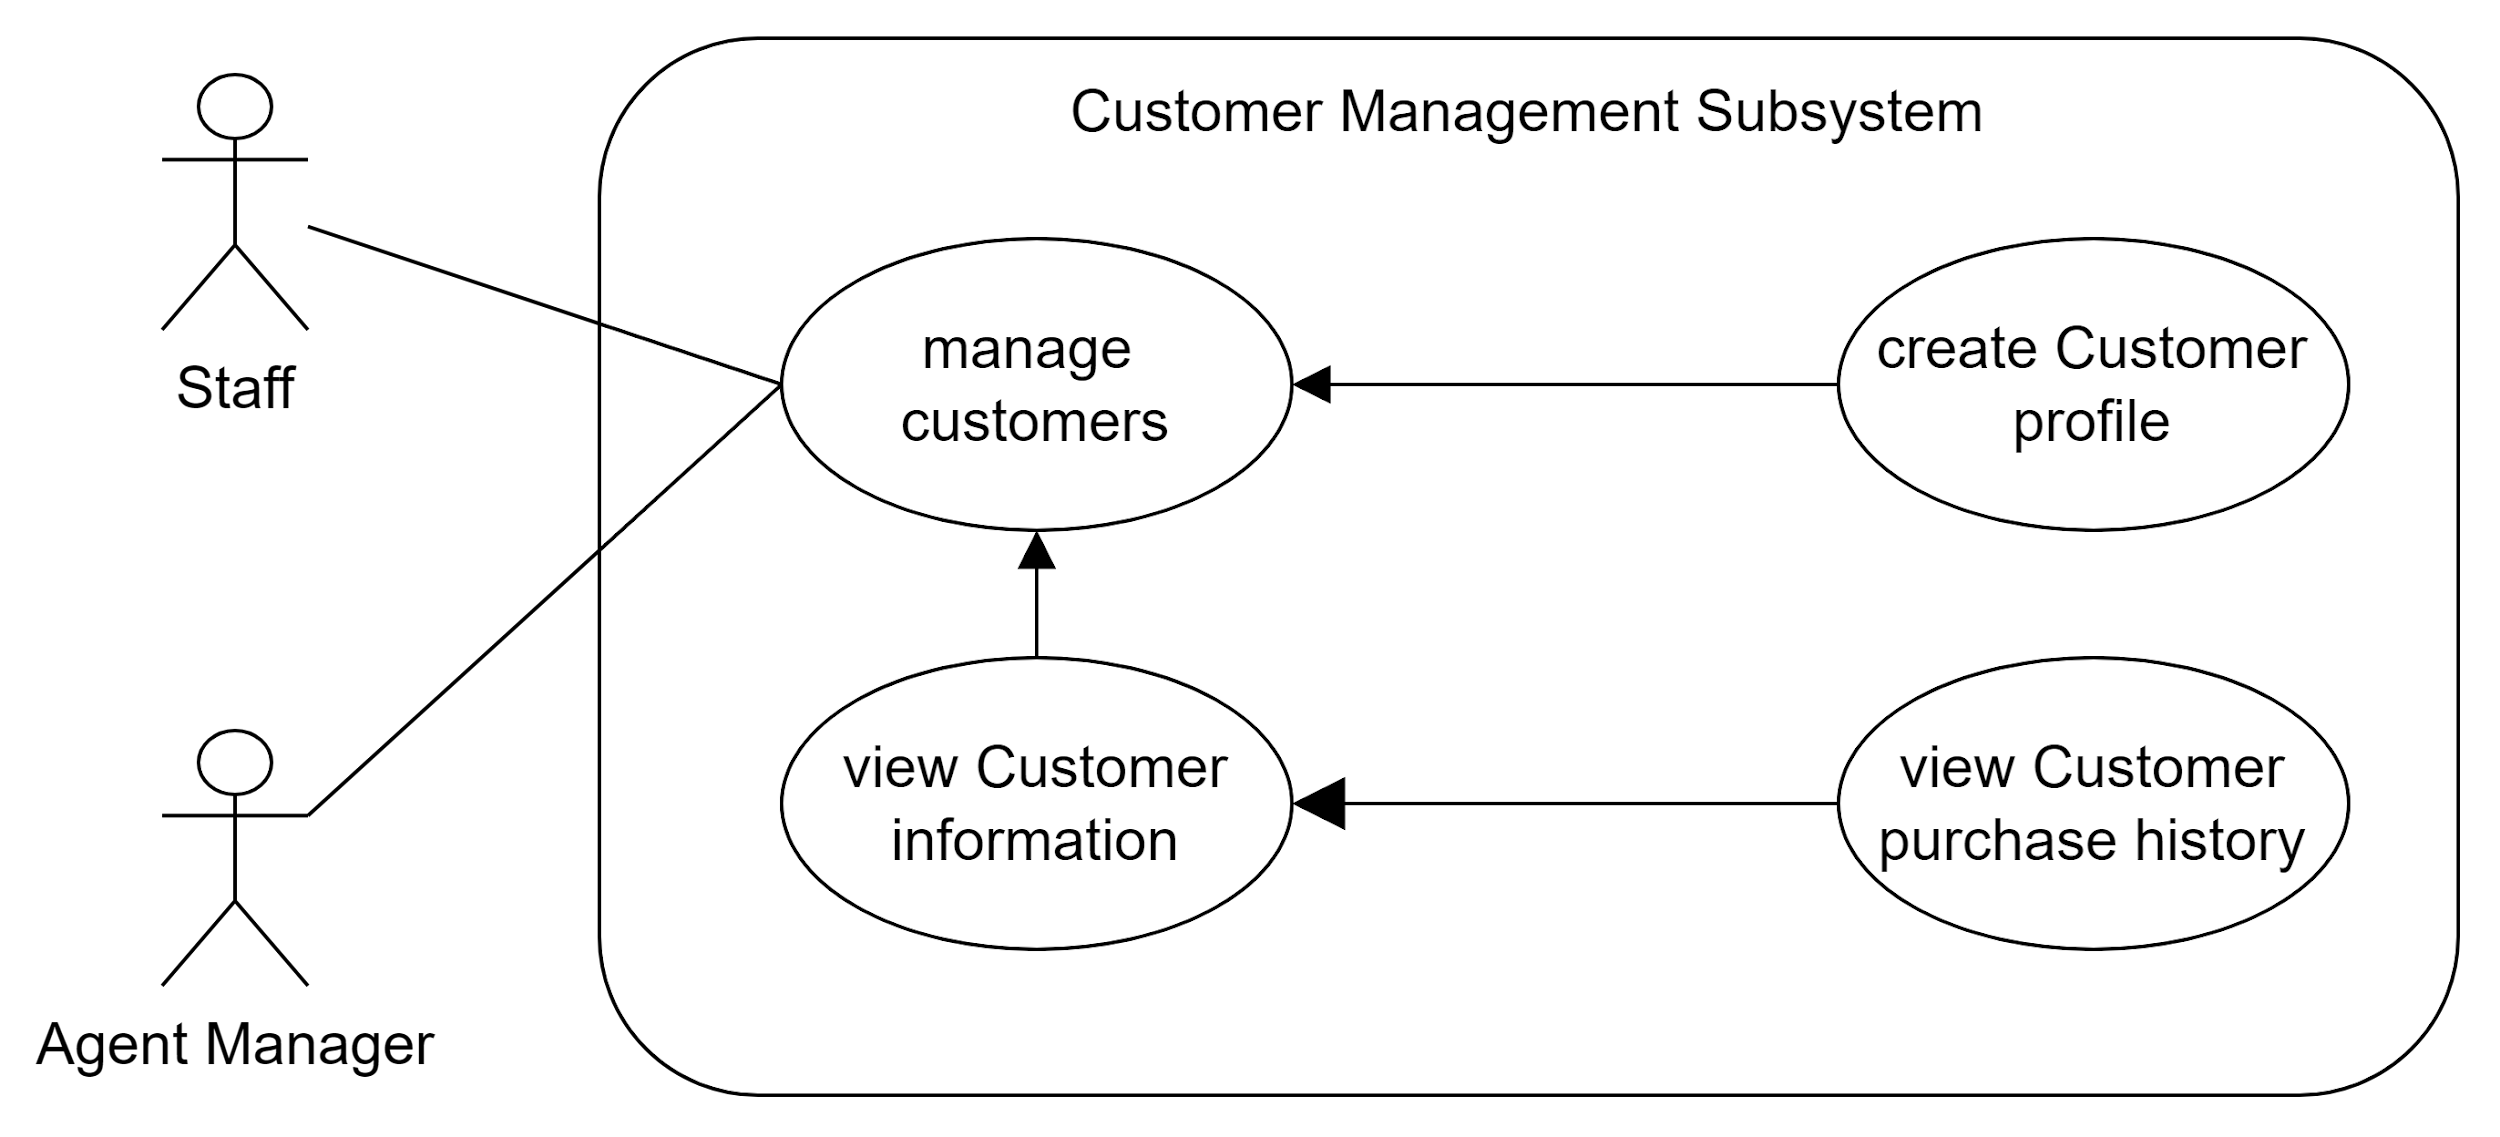 Customer Management Subsystem
Staff
manage
customers
create Customer
profile
view Customer
information
view Customer
purchase history
Agent Manager